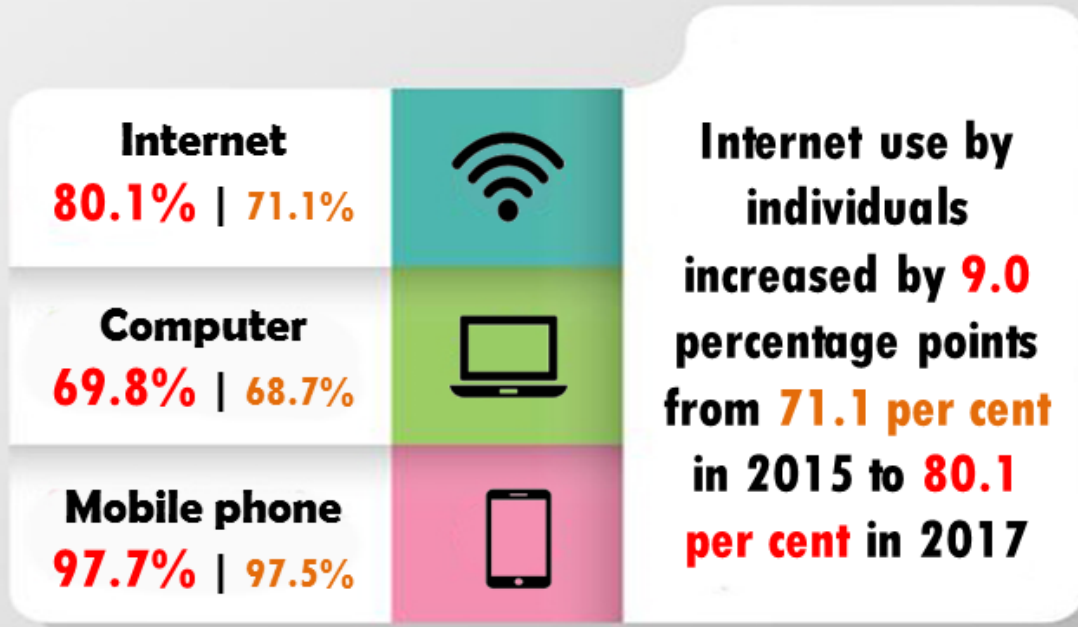 Internet
80.1% | 71.1%
Computer
69.8% | 68.7%
Mobile phone
97.7% | 97.5%
Internet use by
individuals
increased by 9.0
percentage points
from 71.1 per cent
in 2015 to 80.1
per cent in 2017